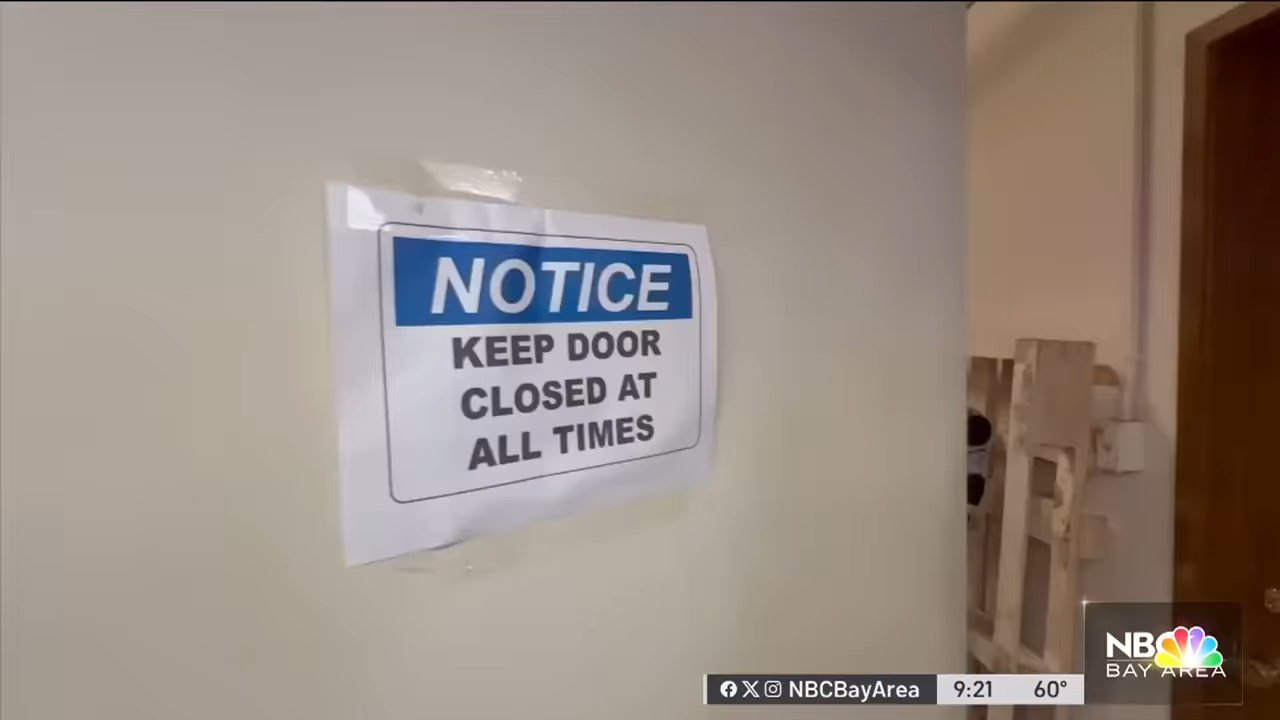 NOTICE
KEEP DOOR
CLOSED AT
ALL TIMES
NBC
BAY AREA
NBCBayArea 9:21 60°